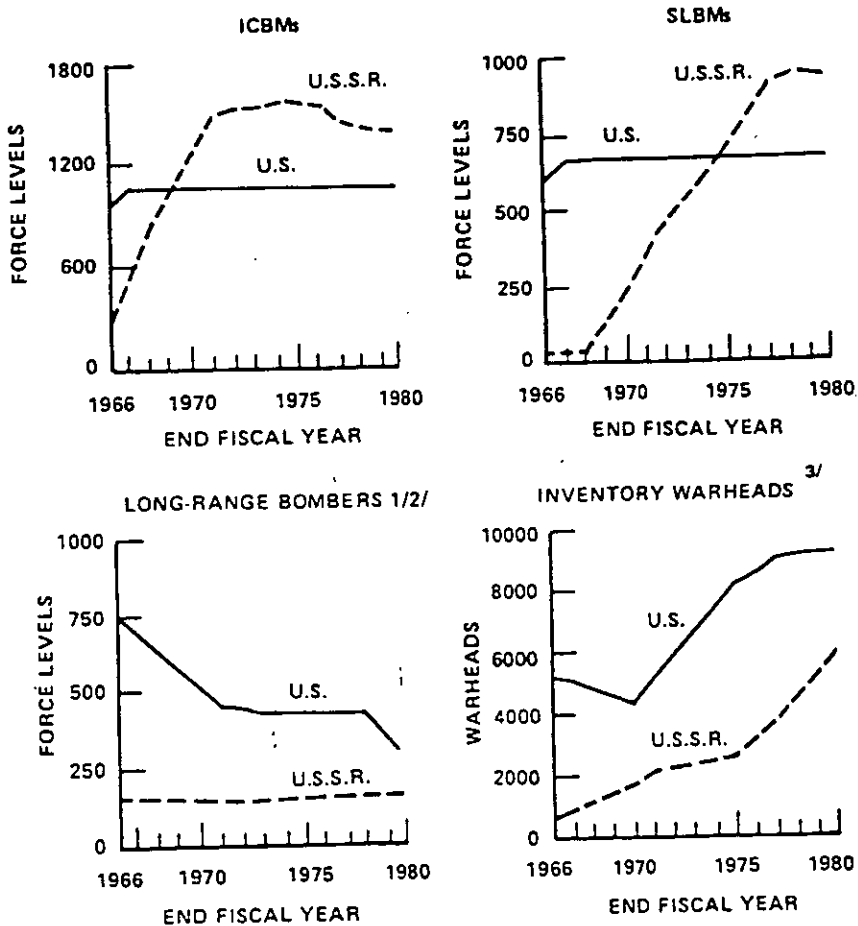 ICBMs
1800
1200
600
0
FORCE LEVELS
U.S.S.R.
U.S.
1966 1970 1975 1980
END FISCAL YEAR
SLBMs
1000
750
500
250
0
FORCE LEVELS
U.S.S.R.
U.S.
1966 1970 1975 1980
END FISCAL YEAR
LONG-RANGE BOMBERS 1/2/
1000
750
500
250
0
FORCE LEVELS
U.S.
U.S.S.R.
1966 1970 1975 1980
END FISCAL YEAR
INVENTORY WARHEADS 3/
10000
8000
6000
4000
2000
0
WARHEADS
U.S.
U.S.S.R.
1966 1970 1975 1980
END FISCAL YEAR